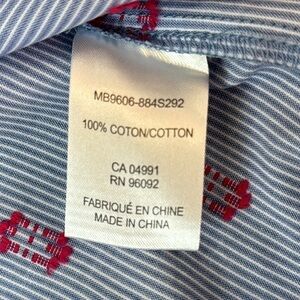 MB9606-884S292
100% COTON/COTTON
CA 04991
RN 96092
FABRIQUÉ EN CHINE
MADE IN CHINA